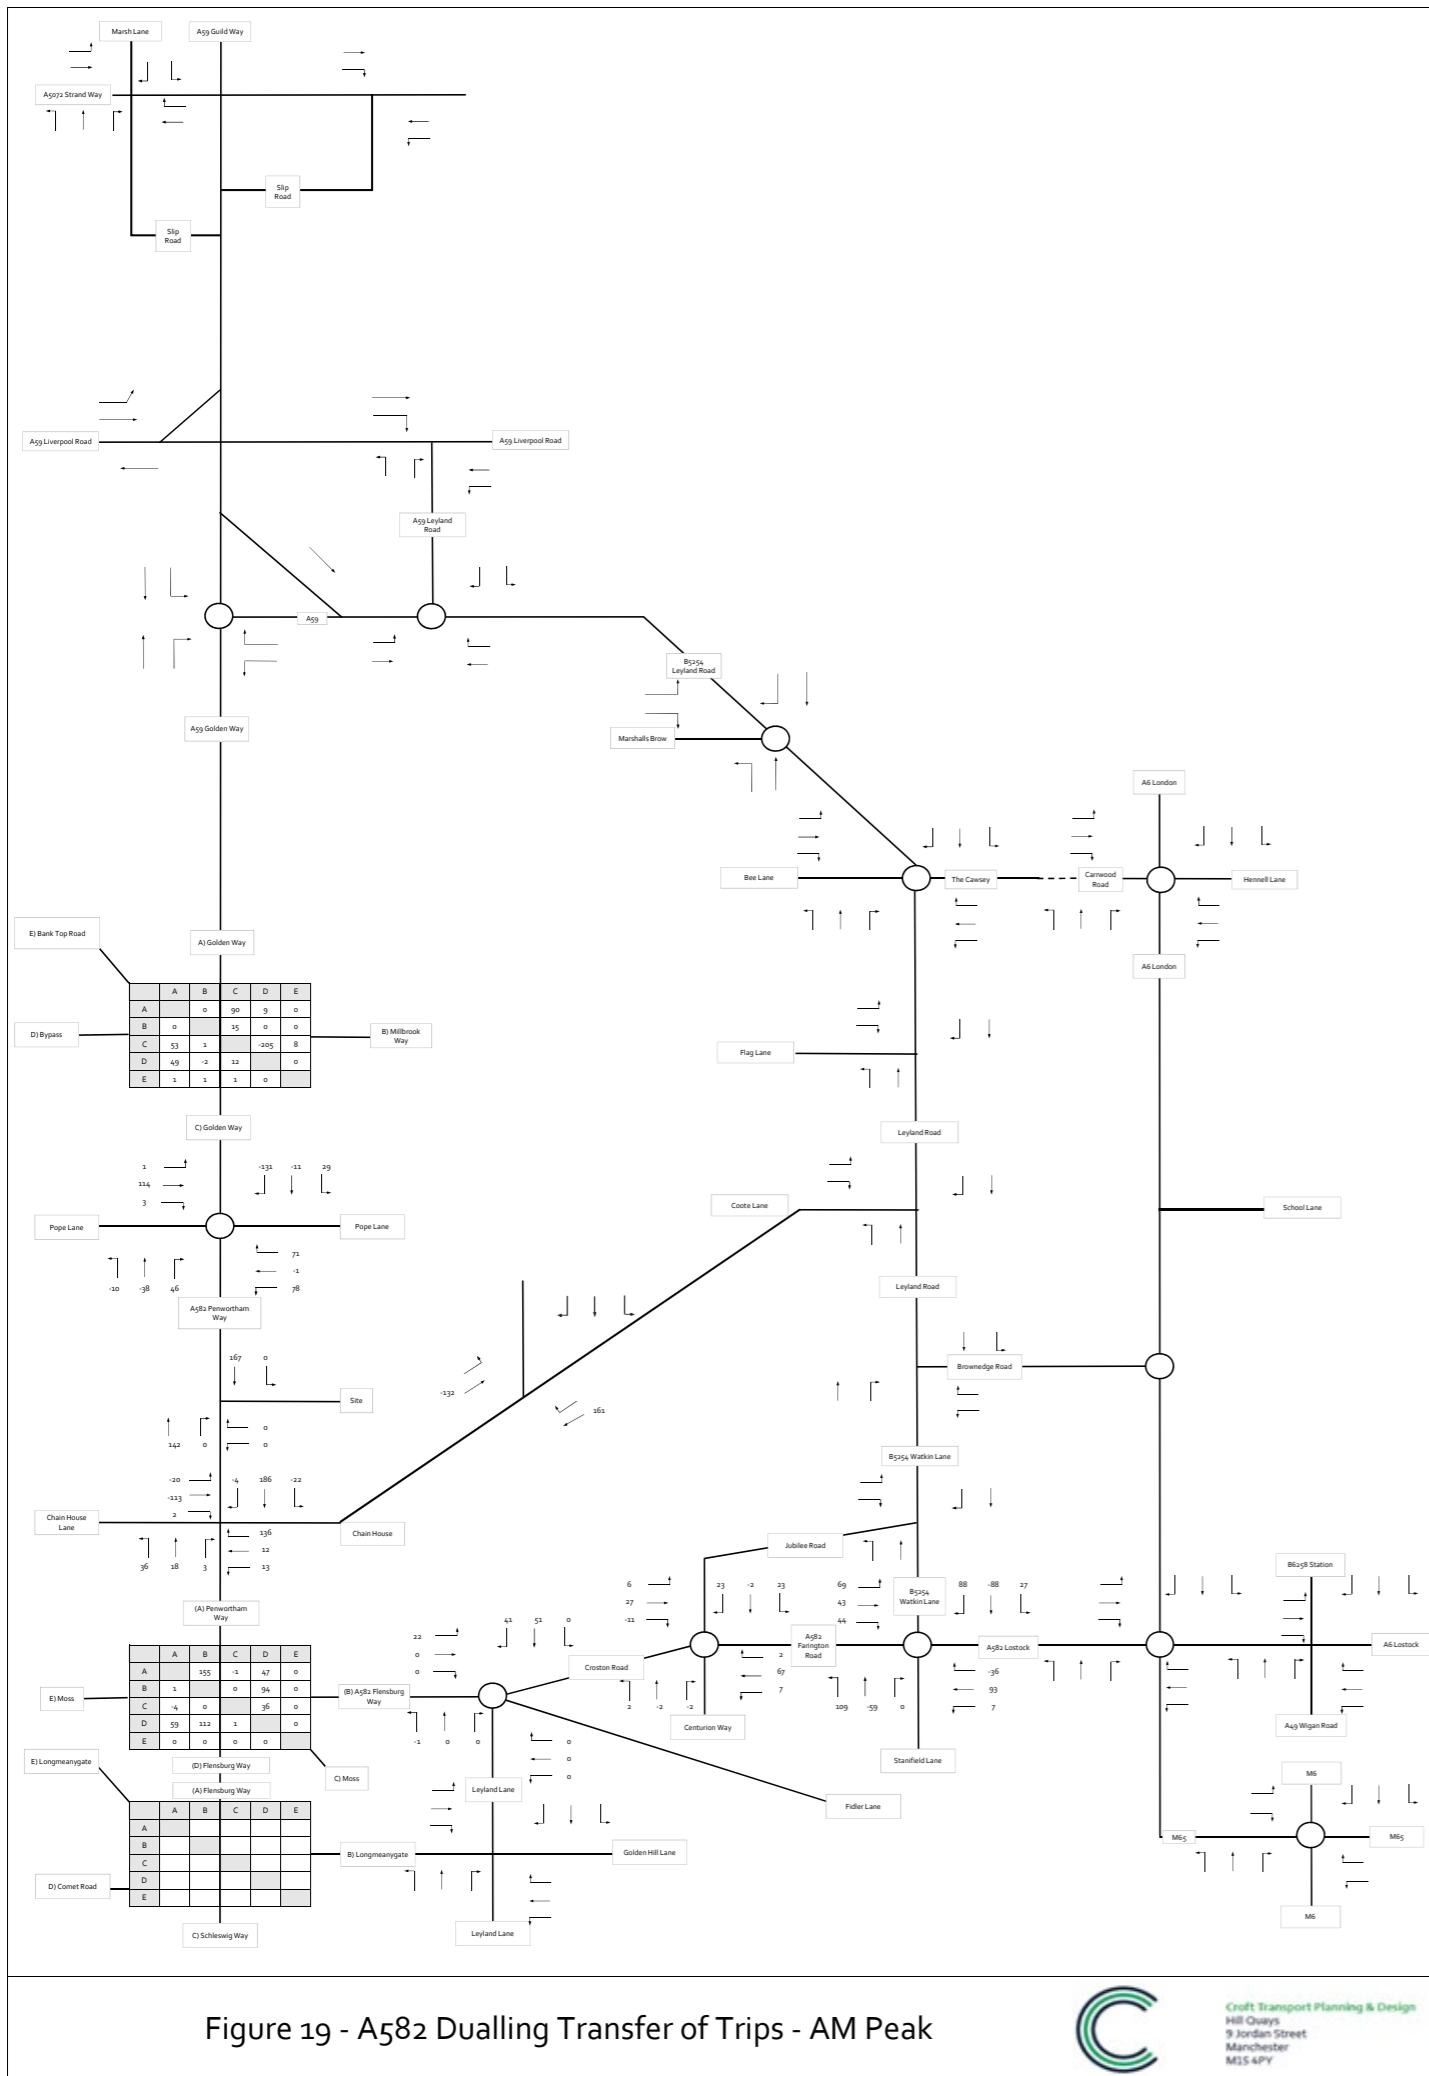 Marsh Lane
A59 Guild Way
A5072 Strand Way
Slip
Road
Slip
Road
A59 Liverpool Road
A59 Liverpool Road
A59 Leyland
Road
A59
B5254
Leyland Road
A59 Golden Way
Marshalls Brow
A6 London
Bee Lane
The Cawsey
Carrwood
Road
Hennell Lane
E) Bank Top Road
A) Golden Way
A6 London
A B C D E
A 0 90 9 0
B 0 15 0 0
C 53 1 -205 8
D 49 -2 12 0
E 1 1 1 0
D) Bypass
B) Millbrook
Way
Flag Lane
C) Golden Way
Leyland Road
1
114
3
-131 -11 29
Coote Lane
School Lane
Pope Lane
Pope Lane
71
-1
78
-10 -38 46
A582 Penwortham
Way
Leyland Road
167 0
Brownedge Road
-132
161
Site
0
0
142 0
B5254 Watkin Lane
-20
-113
2
-4 186 -22
Chain House
Lane
Chain House
136
12
13
36 18 3
Jubilee Road
B6258 Station
(A) Penwortham
Way
6
27
-11
23 -2 23
69
43
44
B5254
Watkin Lane
88 -88 27
41 51 0
22
0
0
A582
Farington
Road
A582 Lostock
A6 Lostock
A B C D E
A 155 -1 47 0
B 1 0 94 0
C -4 0 36 0
D 59 112 1 0
E 0 0 0 0
E) Moss
(B) A582 Flensburg
Way
Croston Road
2
67
7
-36
93
7
2 -2 -2
109 -59 0
Centurion Way
A49 Wigan Road
-1 0 0
0
0
0
Stanifield Lane
E) Longmeanygate
(D) Flensburg Way
C) Moss
(A) Flensburg Way
Leyland Lane
M6
Fidler Lane
A B C D E
A
B
C
D
E
M65
M65
B) Longmeanygate
Golden Hill Lane
D) Comet Road
M6
C) Schleswig Way
Leyland Lane
Figure 19 - A582 Dualling Transfer of Trips - AM Peak
Croft Transport Planning & Design
Hill Quays
9 Jordan Street
Manchester
M15 4PY